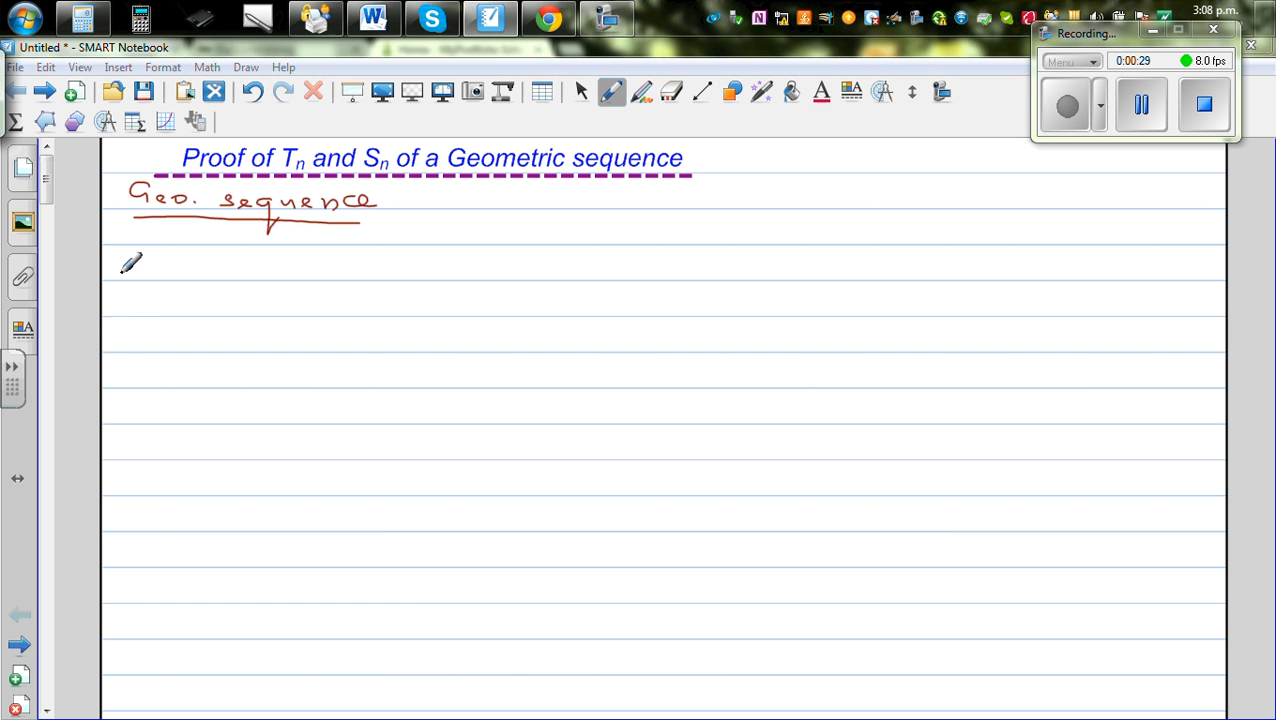 3:08 p.m.
Untitled * - SMART Notebook
Recording...
File Edit View Insert Format Math Draw Help
Menu 0:00:29 8.0 fps
Proof of Tn and Sn of a Geometric sequence
Geo. sequence